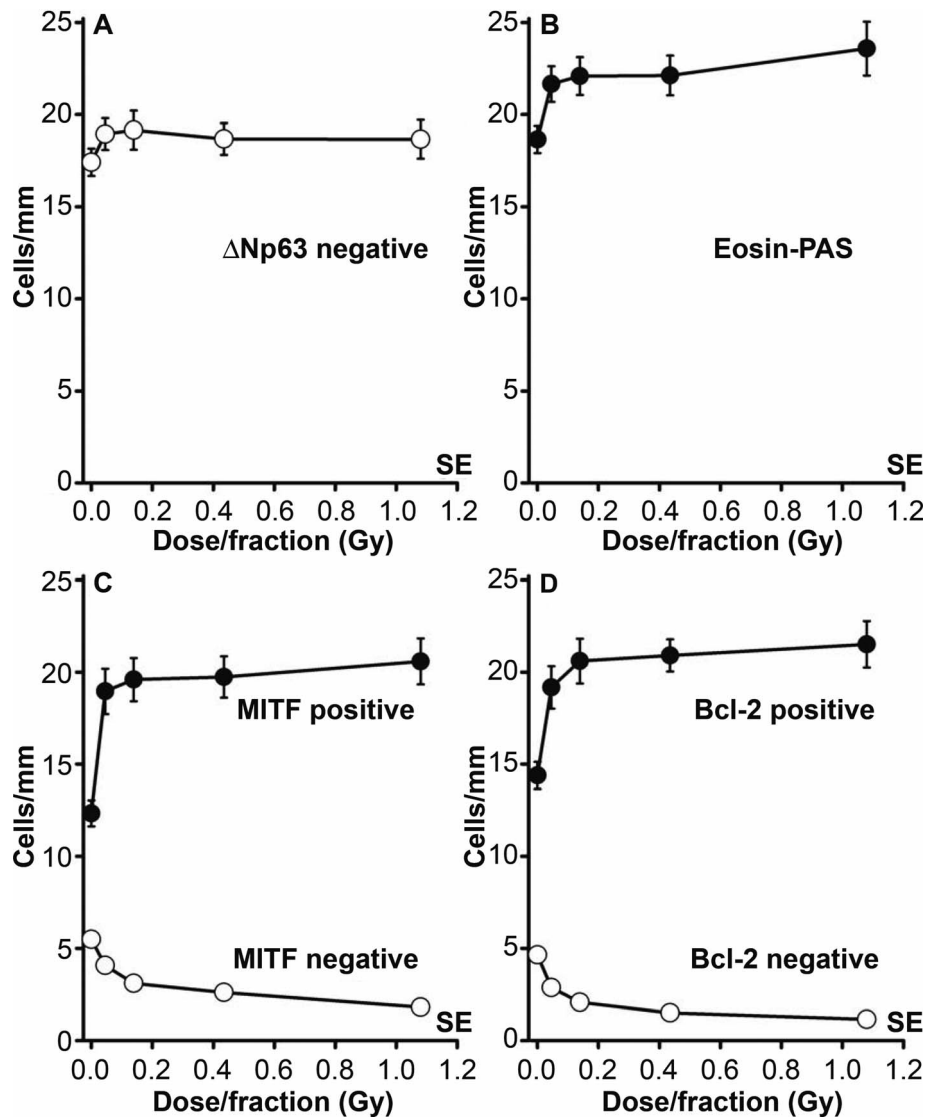 A
25
20
15
10
5
0
Cells/mm
ΔNp63 negative
SE
0.0 0.2 0.4 0.6 0.8 1.0 1.2
Dose/fraction (Gy)
B
25
20
15
10
5
0
Cells/mm
Eosin-PAS
SE
0.0 0.2 0.4 0.6 0.8 1.0 1.2
Dose/fraction (Gy)
C
25
20
15
10
5
0
Cells/mm
MITF positive
MITF negative
SE
0.0 0.2 0.4 0.6 0.8 1.0 1.2
Dose/fraction (Gy)
D
25
20
15
10
5
0
Cells/mm
Bcl-2 positive
Bcl-2 negative
SE
0.0 0.2 0.4 0.6 0.8 1.0 1.2
Dose/fraction (Gy)